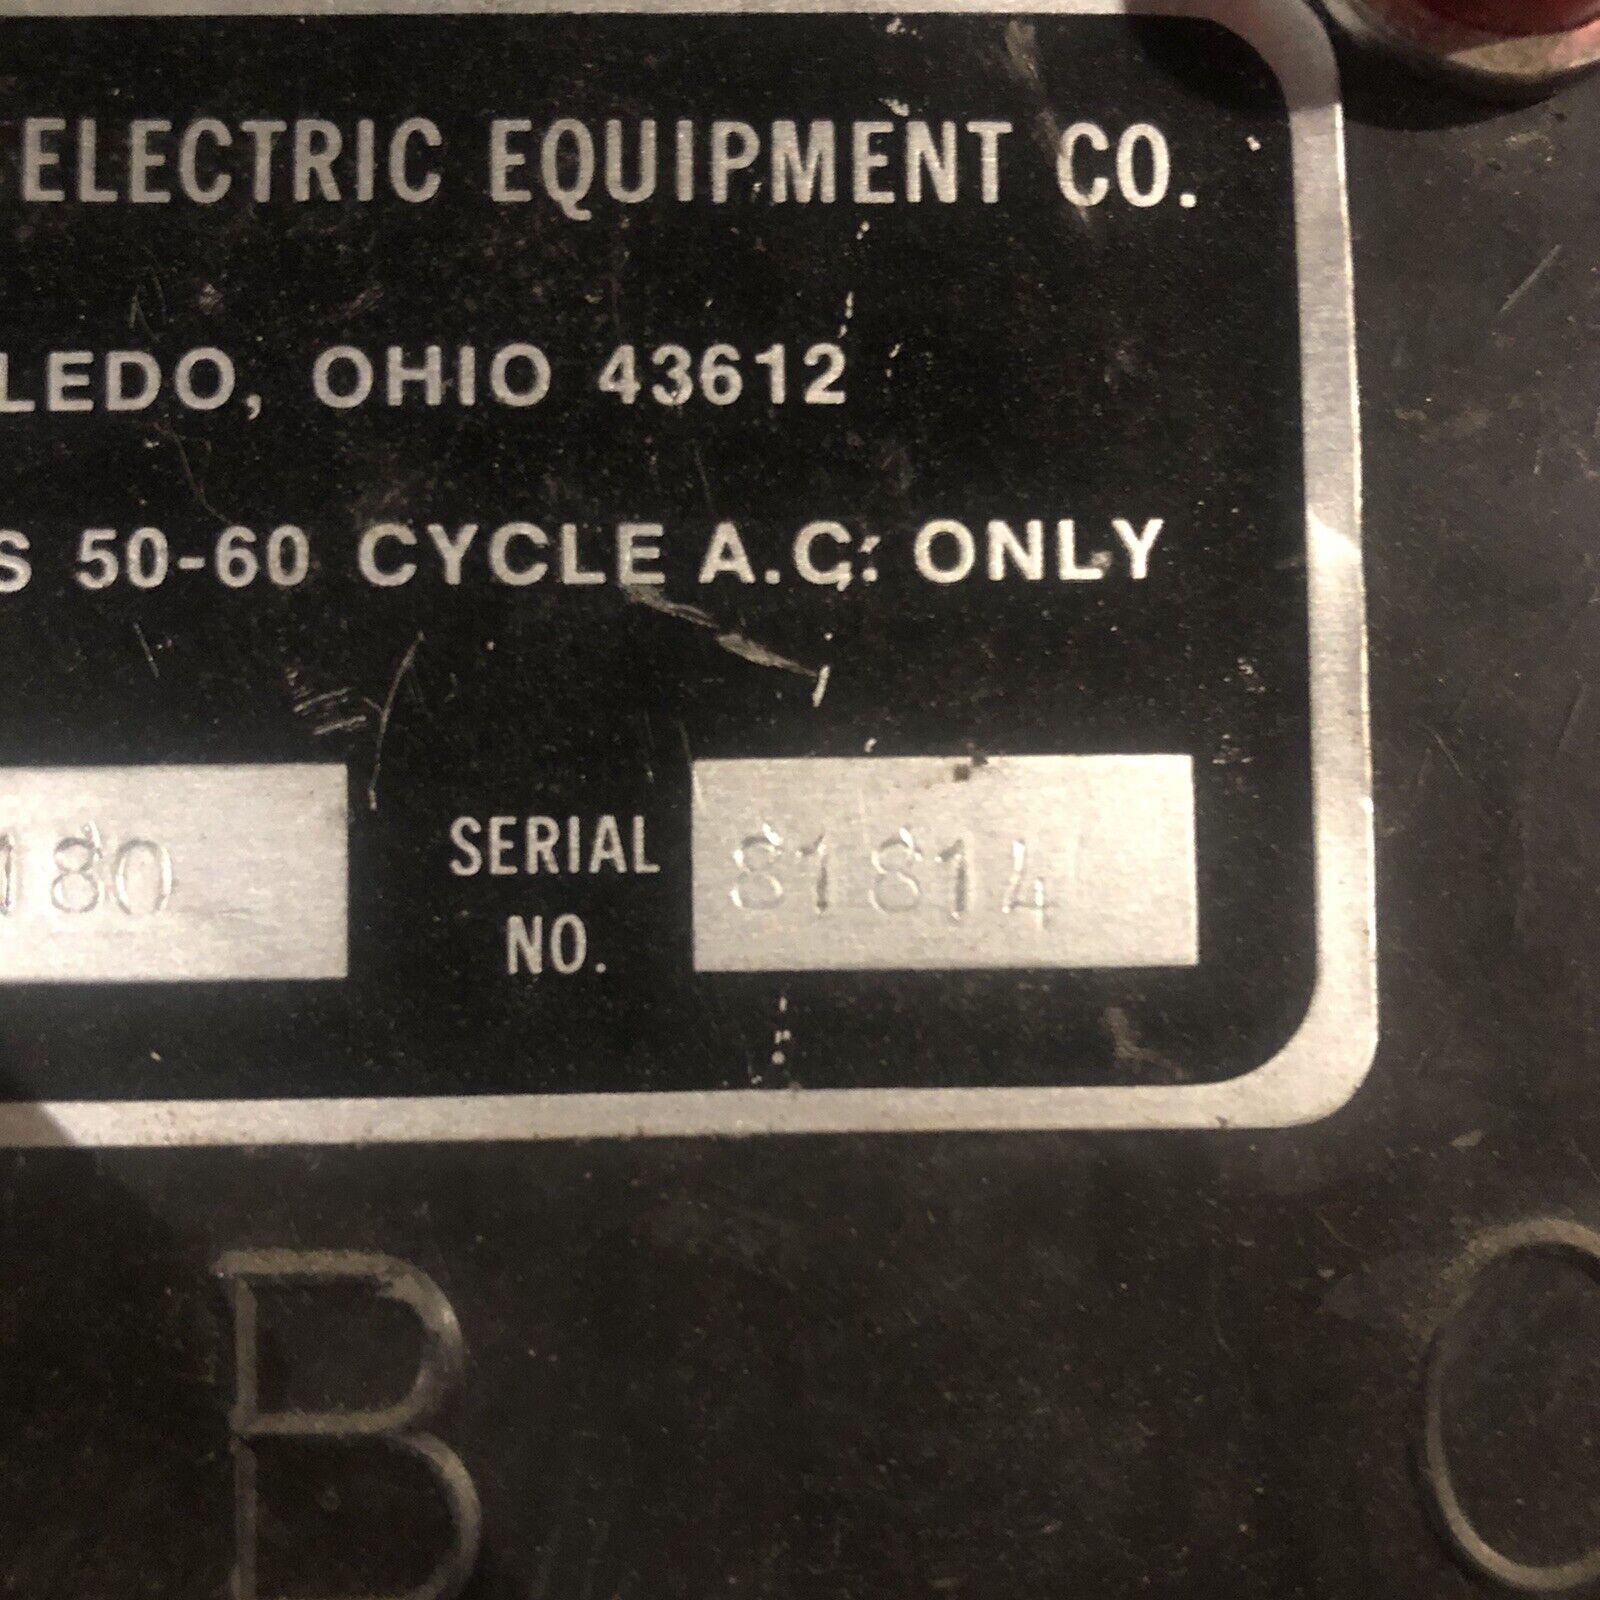 ELECTRIC EQUIPMENT CO.
LEDO, OHIO 43612
S 50-60 CYCLE A.C. ONLY
180 SERIAL NO. 81814
B C